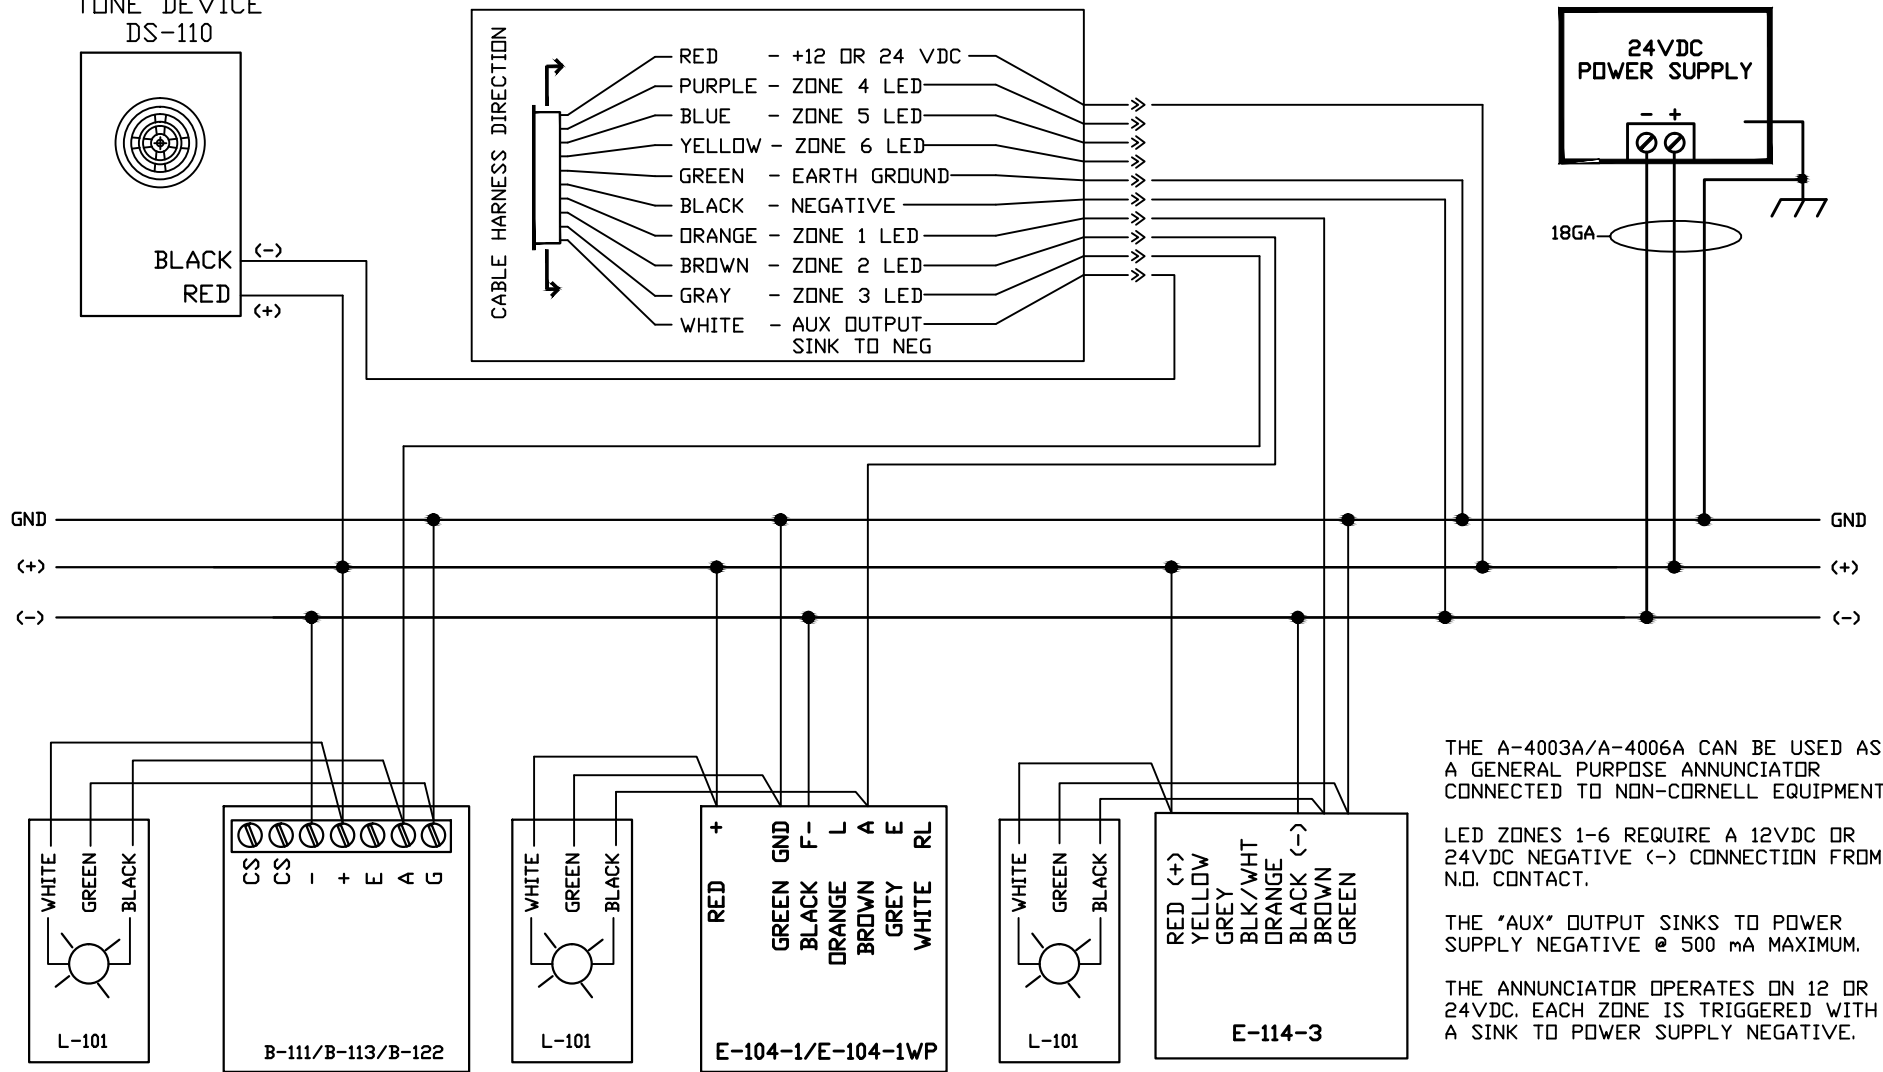 TONE DEVICE
DS-110
BLACK (-)
RED (+)
CABLE HARNESS DIRECTION
RED - +12 OR 24 VDC
PURPLE - ZONE 4 LED
BLUE - ZONE 5 LED
YELLOW - ZONE 6 LED
GREEN - EARTH GROUND
BLACK - NEGATIVE
ORANGE - ZONE 1 LED
BROWN - ZONE 2 LED
GRAY - ZONE 3 LED
WHITE - AUX OUTPUT
SINK TO NEG
24VDC
POWER SUPPLY
- +
18GA
GND GND
(+) (+)
(-) (-)
WHITE
GREEN
BLACK
L-101
CS
CS
-
+
E
A
G
B-111/B-113/B-122
WHITE
GREEN
BLACK
L-101
RED +
GREEN GND
BLACK F-
ORANGE L
BROWN A
GREY E
WHITE RL
E-104-1/E-104-1WP
WHITE
GREEN
BLACK
L-101
RED (+)
YELLOW
GREY
BLK/WHT
ORANGE
BLACK (-)
BROWN
GREEN
E-114-3
THE A-4003A/A-4006A CAN BE USED AS
A GENERAL PURPOSE ANNUNCIATOR
CONNECTED TO NON-CORNELL EQUIPMENT
LED ZONES 1-6 REQUIRE A 12VDC OR
24VDC NEGATIVE (-) CONNECTION FROM
N.O. CONTACT.
THE "AUX" OUTPUT SINKS TO POWER
SUPPLY NEGATIVE @ 500 mA MAXIMUM.
THE ANNUNCIATOR OPERATES ON 12 OR
24VDC. EACH ZONE IS TRIGGERED WITH
A SINK TO POWER SUPPLY NEGATIVE.